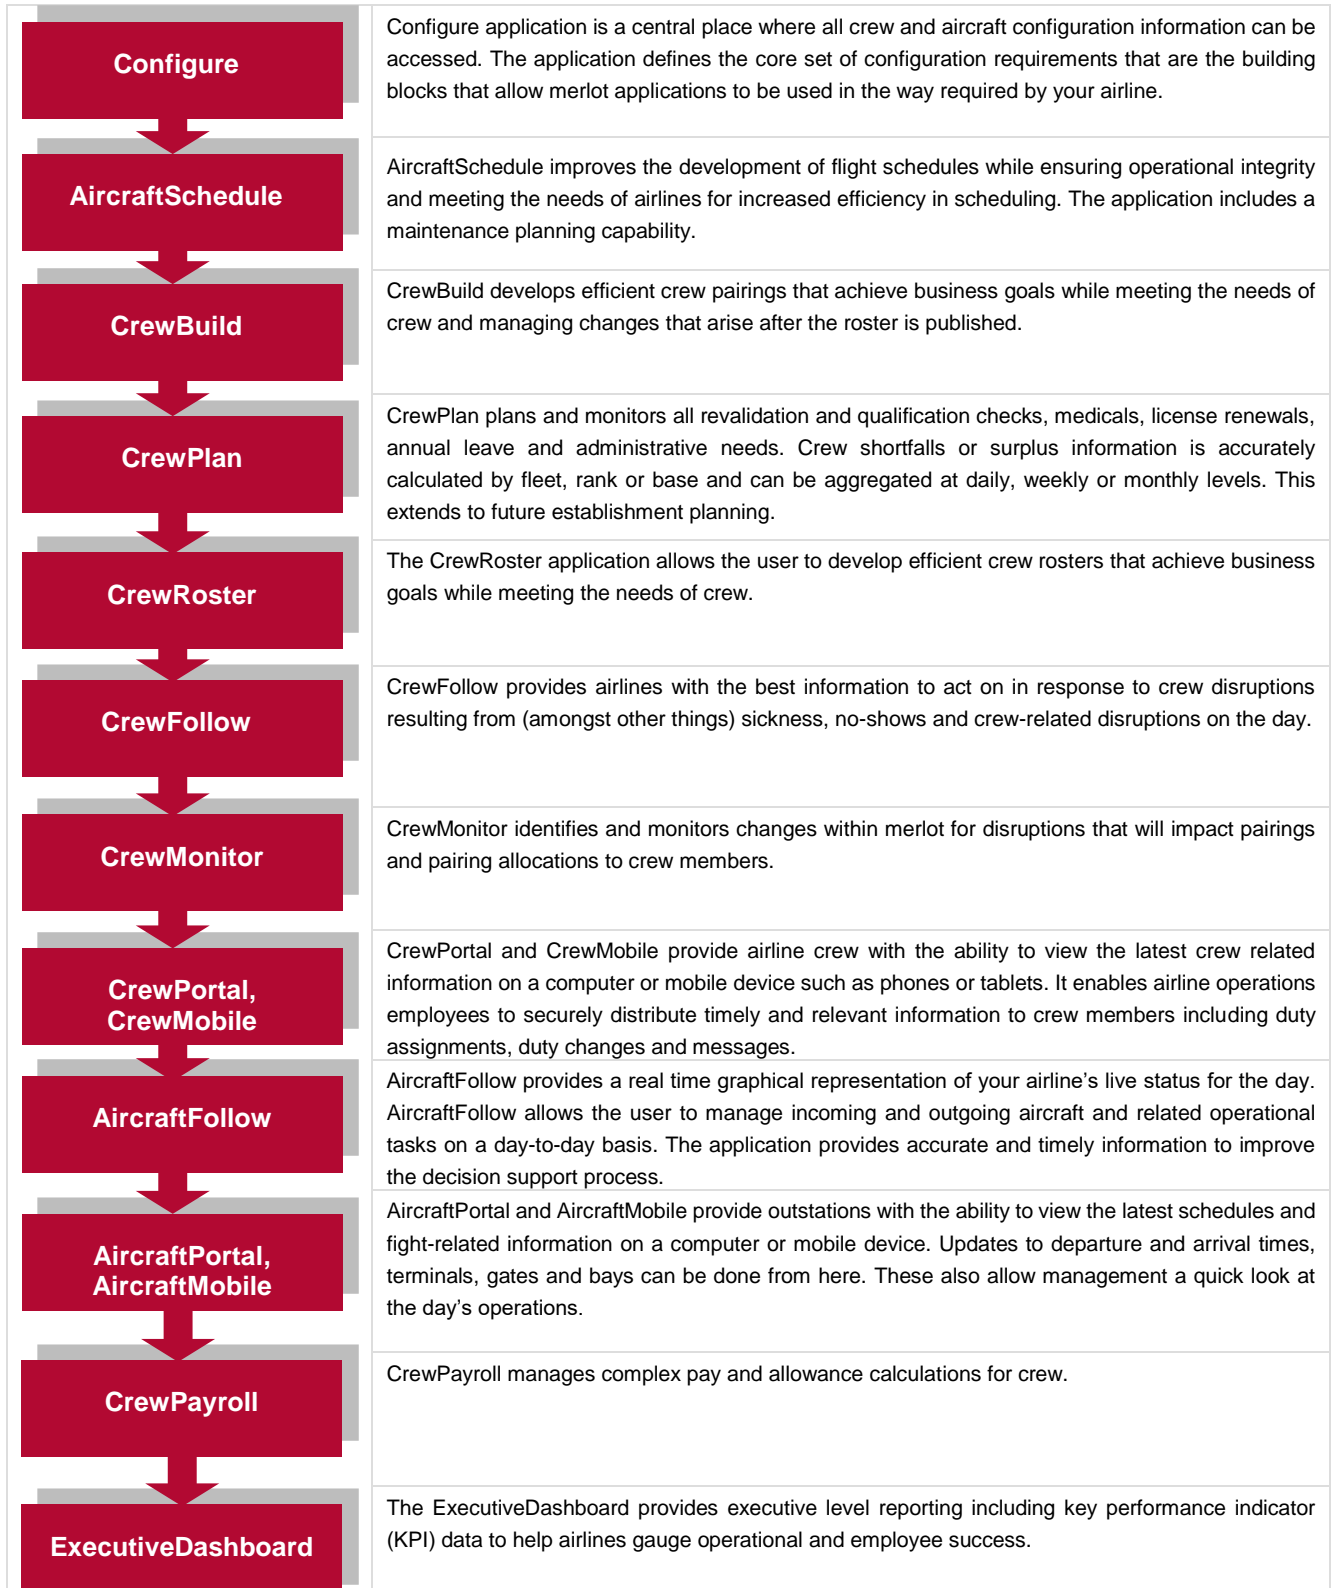 Configure
Configure application is a central place where all crew and aircraft configuration information can be
accessed. The application defines the core set of configuration requirements that are the building
blocks that allow merlot applications to be used in the way required by your airline.
AircraftSchedule
AircraftSchedule improves the development of flight schedules while ensuring operational integrity
and meeting the needs of airlines for increased efficiency in scheduling. The application includes a
maintenance planning capability.
CrewBuild
CrewBuild develops efficient crew pairings that achieve business goals while meeting the needs of
crew and managing changes that arise after the roster is published.
CrewPlan
CrewPlan plans and monitors all revalidation and qualification checks, medicals, license renewals,
annual leave and administrative needs. Crew shortfalls or surplus information is accurately
calculated by fleet, rank or base and can be aggregated at daily, weekly or monthly levels. This
extends to future establishment planning.
CrewRoster
The CrewRoster application allows the user to develop efficient crew rosters that achieve business
goals while meeting the needs of crew.
CrewFollow
CrewFollow provides airlines with the best information to act on in response to crew disruptions
resulting from (amongst other things) sickness, no-shows and crew-related disruptions on the day.
CrewMonitor
CrewMonitor identifies and monitors changes within merlot for disruptions that will impact pairings
and pairing allocations to crew members.
CrewPortal,
CrewMobile
CrewPortal and CrewMobile provide airline crew with the ability to view the latest crew related
information on a computer or mobile device such as phones or tablets. It enables airline operations
employees to securely distribute timely and relevant information to crew members including duty
assignments, duty changes and messages.
AircraftFollow
AircraftFollow provides a real time graphical representation of your airline's live status for the day.
AircraftFollow allows the user to manage incoming and outgoing aircraft and related operational
tasks on a day-to-day basis. The application provides accurate and timely information to improve
the decision support process.
AircraftPortal,
AircraftMobile
AircraftPortal and AircraftMobile provide outstations with the ability to view the latest schedules and
fight-related information on a computer or mobile device. Updates to departure and arrival times,
terminals, gates and bays can be done from here. These also allow management a quick look at
the day's operations.
CrewPayroll
CrewPayroll manages complex pay and allowance calculations for crew.
ExecutiveDashboard
The ExecutiveDashboard provides executive level reporting including key performance indicator
(KPI) data to help airlines gauge operational and employee success.